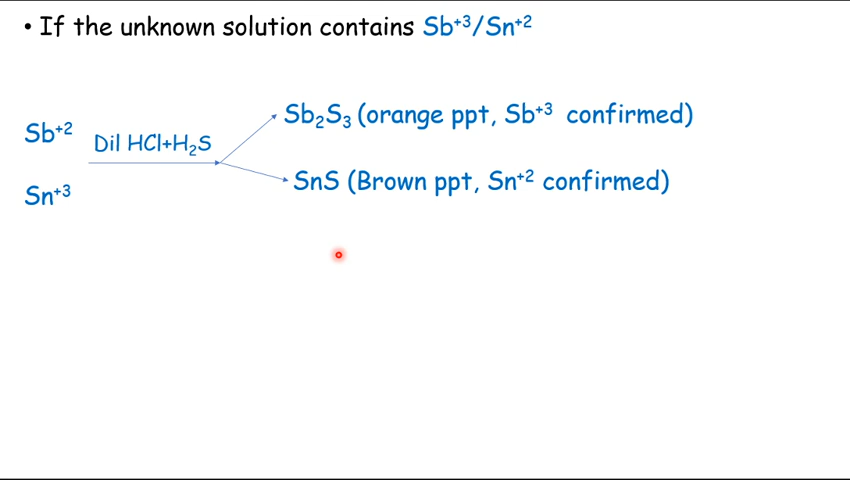 • If the unknown solution contains Sb⁺³/Sn⁺²
Sb₂S₃ (orange ppt, Sb⁺³ confirmed)
Sb⁺²
Dil HCl+H₂S
SnS (Brown ppt, Sn⁺² confirmed)
Sn⁺³